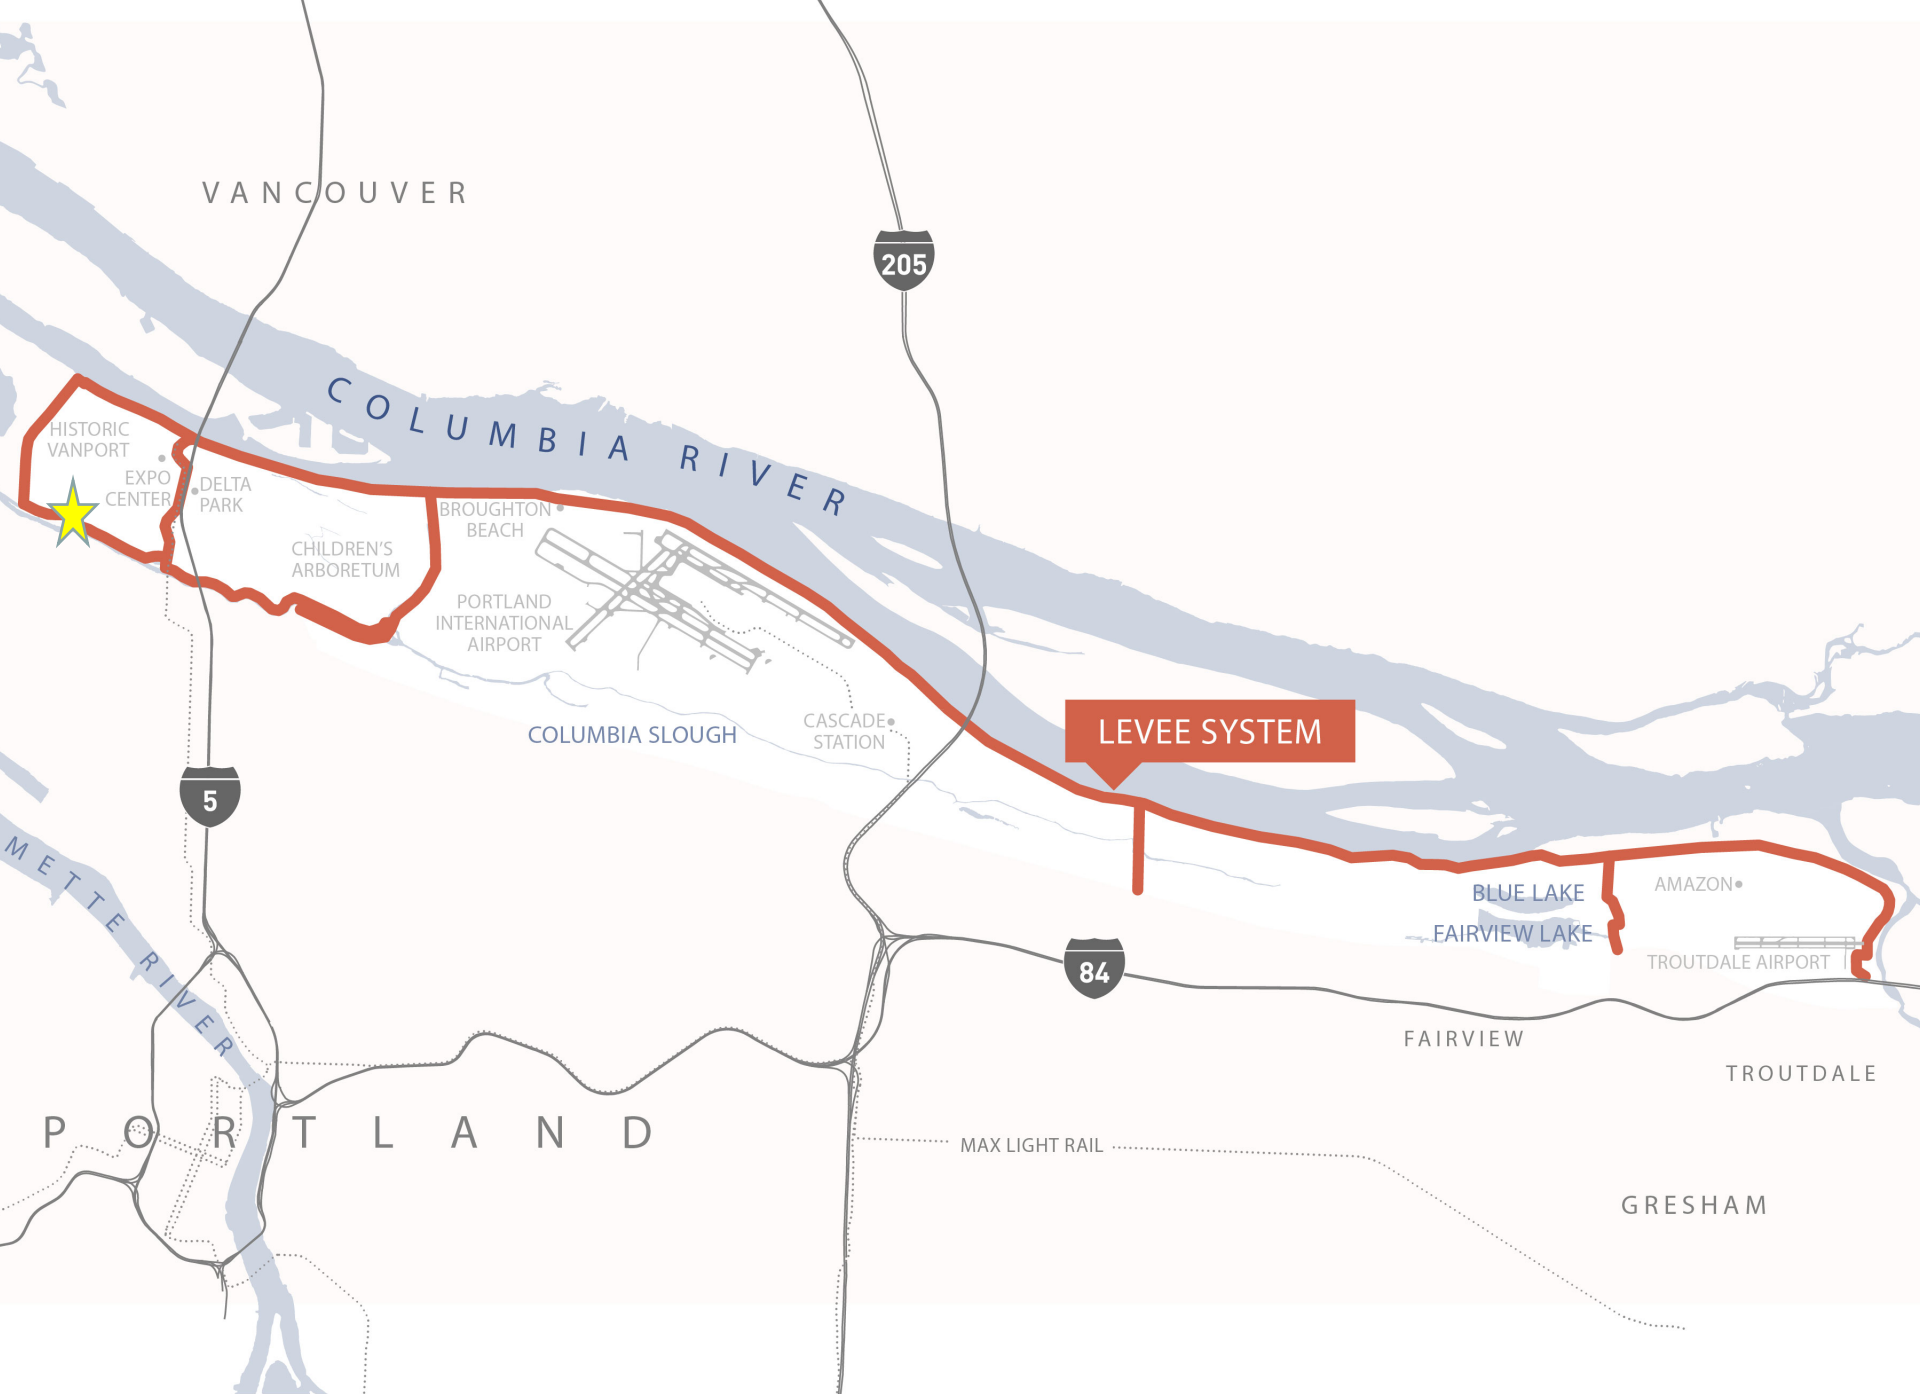 VANCOUVER
205
COLUMBIA RIVER
HISTORIC
VANPORT
EXPO
CENTER
DELTA
PARK
BROUGHTON
BEACH
CHILDREN'S
ARBORETUM
PORTLAND
INTERNATIONAL
AIRPORT
COLUMBIA SLOUGH
CASCADE
STATION
LEVEE SYSTEM
5
METTE RIVER
BLUE LAKE
FAIRVIEW LAKE
AMAZON
TROUTDALE AIRPORT
84
FAIRVIEW
TROUTDALE
PORTLAND
MAX LIGHT RAIL
GRESHAM